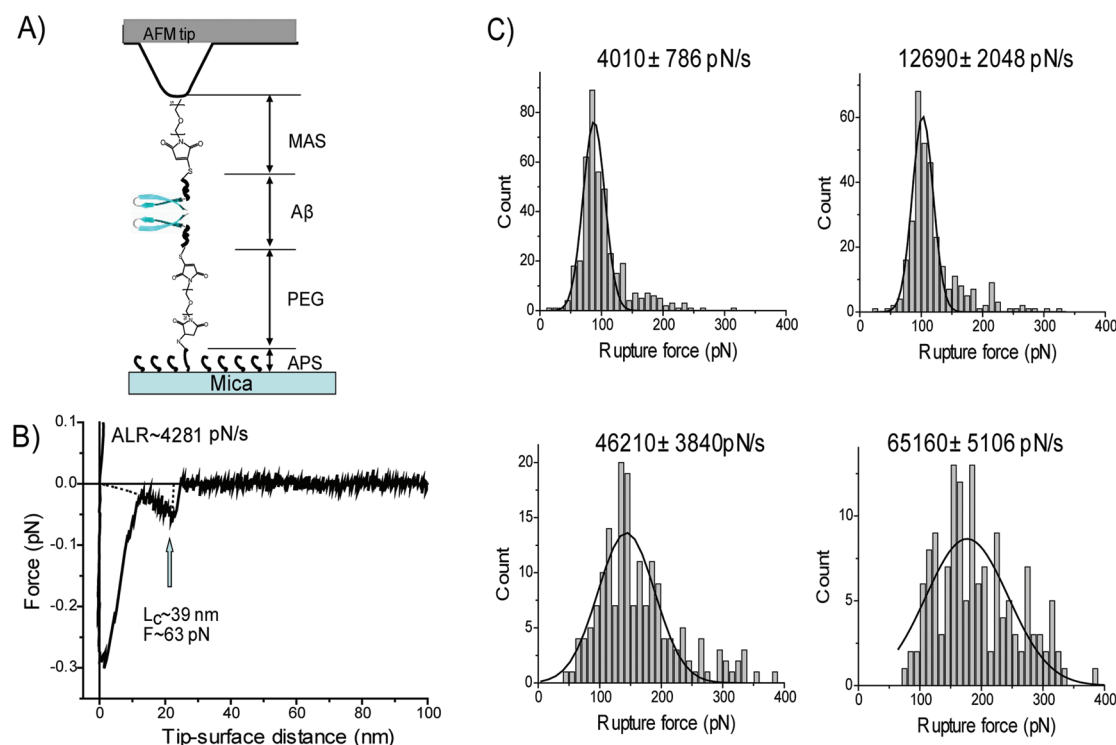 A)
AFM tip
MAS
Aβ
PEG
APS
Mica
O
N
O
S
S
O
O
O
N
O
B)
ALR~4281 pN/s
0.1
0.0
-0.1
-0.2
-0.3
Force (pN)
Lc~39 nm
F~63 pN
0 20 40 60 80 100
Tip-surface distance (nm)
C)
4010± 786 pN/s
80
60
40
20
0
Count
0 100 200 300 400
Rupture force (pN)
12690± 2048 pN/s
60
40
20
0
Count
0 100 200 300 400
Rupture force (pN)
46210± 3840pN/s
20
15
10
5
0
Count
0 100 200 300 400
Rupture force (pN)
65160± 5106 pN/s
15
10
5
0
Count
0 100 200 300 400
Rupture force (pN)